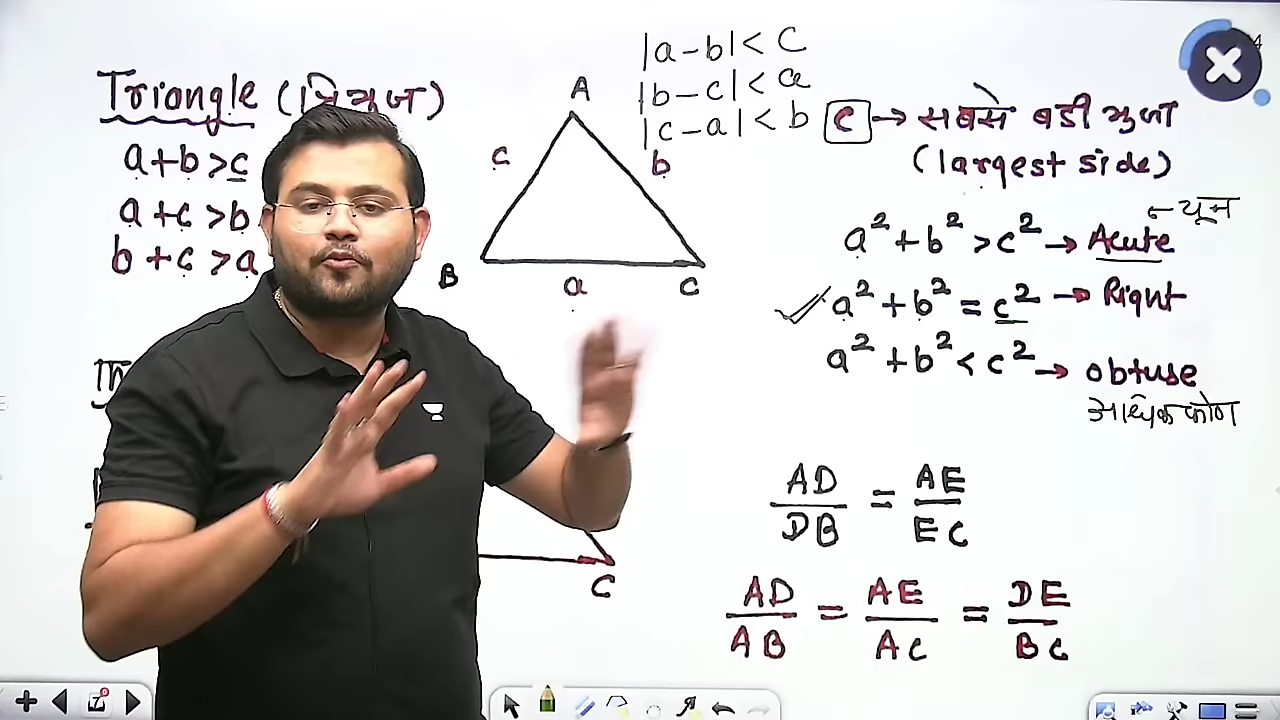 Triangle (त्रिभुज)
a+b>c
a+c>b
b+c>a
A
c
b
B
a
C
|a-b|<C
|b-c|<a
|c-a|<b
c → सबसे बडी भुजा
(largest side)
← न्यून
a²+b²>c² → Acute
a²+b²=c² → Right
a²+b²<c² → obtuse
अधिककोण
AD/DB = AE/EC
AD/AB = AE/AC = DE/BC
C